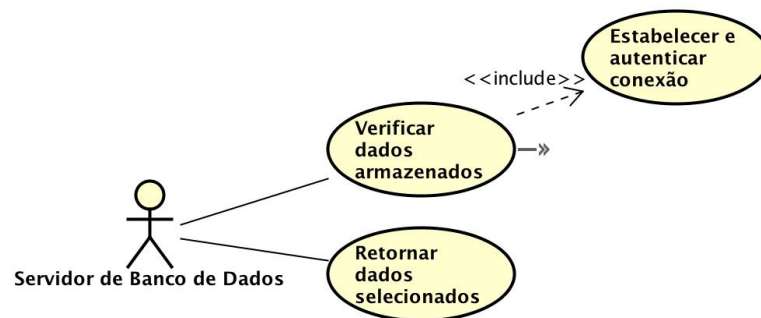 Estabelecer e
autenticar
conexão
<<include>>
Verificar
dados
armazenados
Retornar
dados
selecionados
Servidor de Banco de Dados